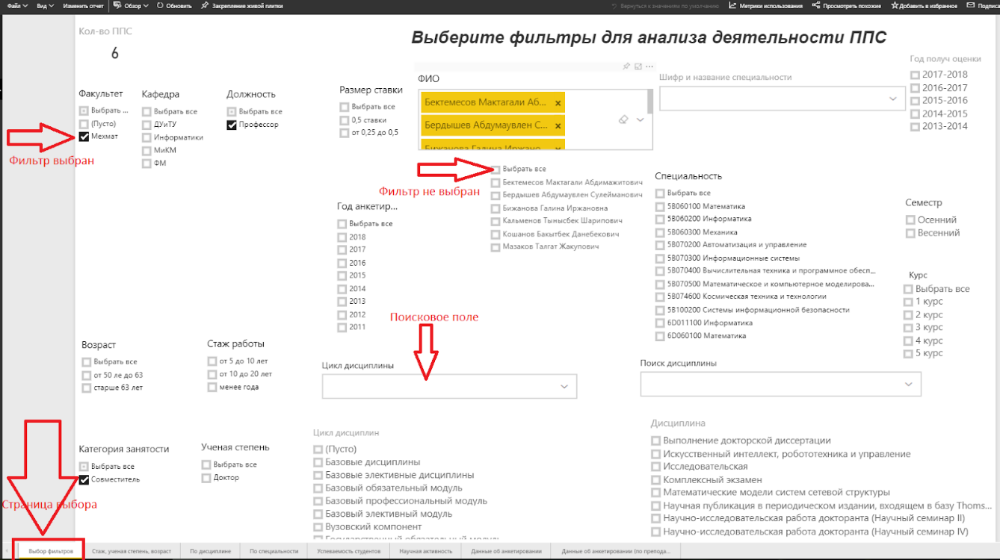 Файл Вид Изменить отчет Обзор Обновить Закрепление живой плитки Вернуться к значениям по умолчанию Метрики использования Просмотреть похожие Добавить в избранное
Кол-во ППС
6
Выберите фильтры для анализа деятельности ППС
Факультет
Выбрать ...
(Пусто)
Мехмат
Фильтр выбран
Кафедра
Выбрать все
ДУиТУ
Информатики
МиКМ
ФМ
Должность
Выбрать все
Профессор
Размер ставки
Выбрать все
0,5 ставки
от 0,25 до 0,5
ФИО
Бектемесов Мактагали Аб... ×
Бердышев Абдумаувлен С... ×
Бижанова Галина Иржано... ×
Шифр и название специальности
Год получ оценки
2017-2018
2016-2017
2015-2016
2014-2015
2013-2014
Фильтр не выбран
Выбрать все
Бектемесов Мактагали Абдимажитович
Бердышев Абдумаувлен Сулейманович
Бижанова Галина Иржановна
Кальменов Тынысбек Шарипович
Кошанов Бакытбек Данебекович
Мазаков Талгат Жакупович
Год анкетир...
Выбрать все
2018
2017
2016
2015
2014
2013
2012
2011
Специальность
Выбрать все
5B060100 Математика
5B060200 Информатика
5B060300 Механика
5B070200 Автоматизация и управление
5B070300 Информационные системы
5B070400 Вычислительная техника и программное обесп...
5B070500 Математическое и компьютерное моделирова...
5B074600 Космическая техника и технологии
5B100200 Системы информационной безопасности
6D011100 Информатика
6D060100 Математика
Семестр
Осенний
Весенний
Курс
Выбрать все
1 курс
2 курс
3 курс
4 курс
5 курс
Поисковое поле
Возраст
Выбрать все
от 50 ле до 63
старше 63 лет
Стаж работы
от 5 до 10 лет
от 10 до 20 лет
менее года
Цикл дисциплины
Поиск дисциплины
Категория занятости
Выбрать все
Совместитель
Ученая степень
Выбрать все
Доктор
Страница выбора
Цикл дисциплин
(Пусто)
Базовые дисциплины
Базовые элективные дисциплины
Базовый обязательный модуль
Базовый профессиональный модуль
Базовый элективный модуль
Вузовский компонент
Государственный обязательный модуль
Дисциплина
Выполнение докторской диссертации
Искусственный интеллект, робототехника и управление
Исследовательская
Комплексный экзамен
Математические модели систем сетевой структуры
Научная публикация в периодическом издании, входящем в базу Thoms...
Научно-исследовательская работа докторанта (Научный семинар II)
Научно-исследовательская работа докторанта (Научный семинар IV)
Выбор фильтров Стаж, ученая степень, возраст По дисциплине По специальности Успеваемость студентов Научная активность Данные об анкетировании Данные об анкетировании (по препода...